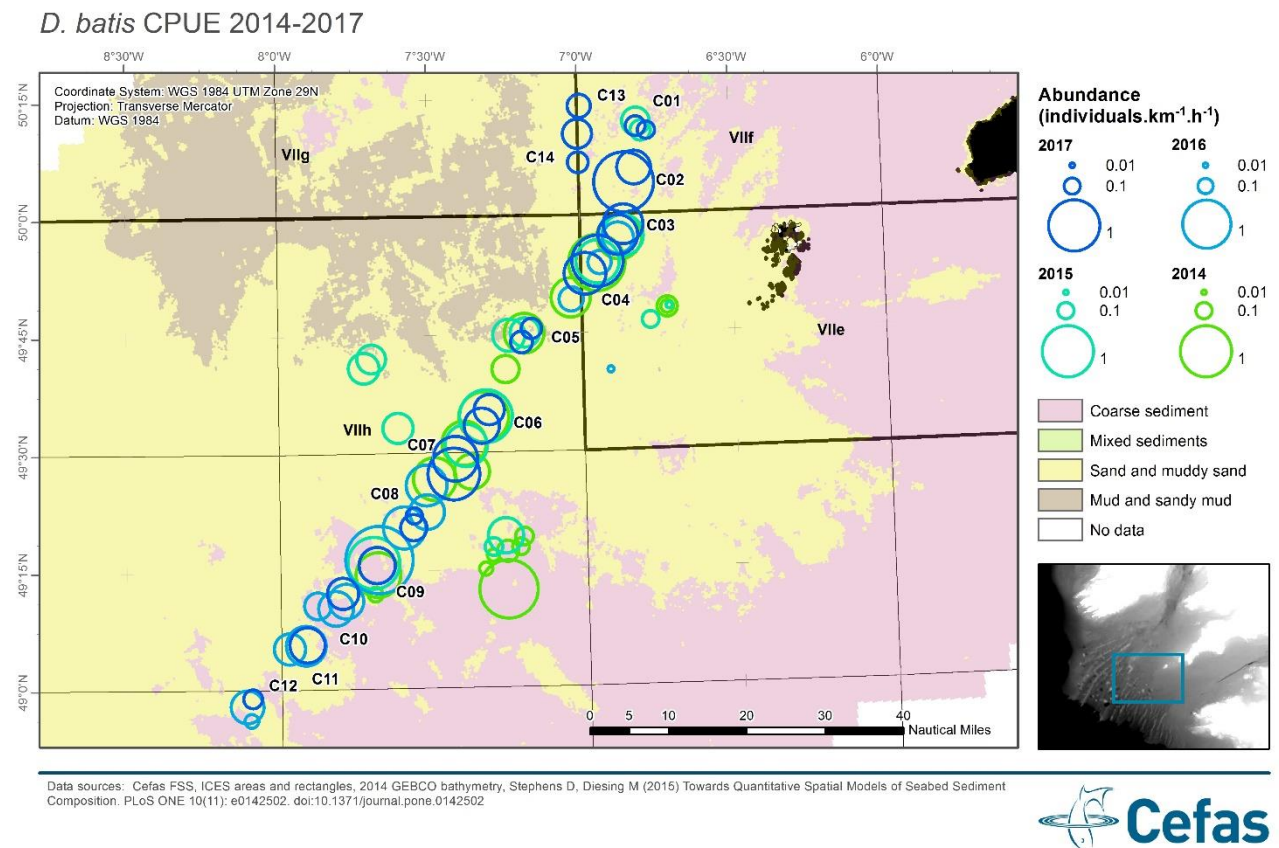 D. batis CPUE 2014-2017
8°30'W 8°0'W 7°30'W 7°0'W 6°30'W 6°0'W
Coordinate System: WGS 1984 UTM Zone 29N
Projection: Transverse Mercator
Datum: WGS 1984
50°15'N
50°0'N
49°45'N
49°30'N
49°15'N
49°0'N
C13
C01
VIIf
VIIg
C14
C02
C03
C04
VIIe
C05
VIIh
C06
C07
C08
C09
C10
C11
C12
0 5 10 20 30 40
Nautical Miles
Abundance
(individuals.km⁻¹.h⁻¹)
2017 2016
0.01 0.01
0.1 0.1
1 1
2015 2014
0.01 0.01
0.1 0.1
1 1
Coarse sediment
Mixed sediments
Sand and muddy sand
Mud and sandy mud
No data
Data sources: Cefas FSS, ICES areas and rectangles, 2014 GEBCO bathymetry, Stephens D, Diesing M (2015) Towards Quantitative Spatial Models of Seabed Sediment
Composition. PLoS ONE 10(11): e0142502. doi:10.1371/journal.pone.0142502
Cefas